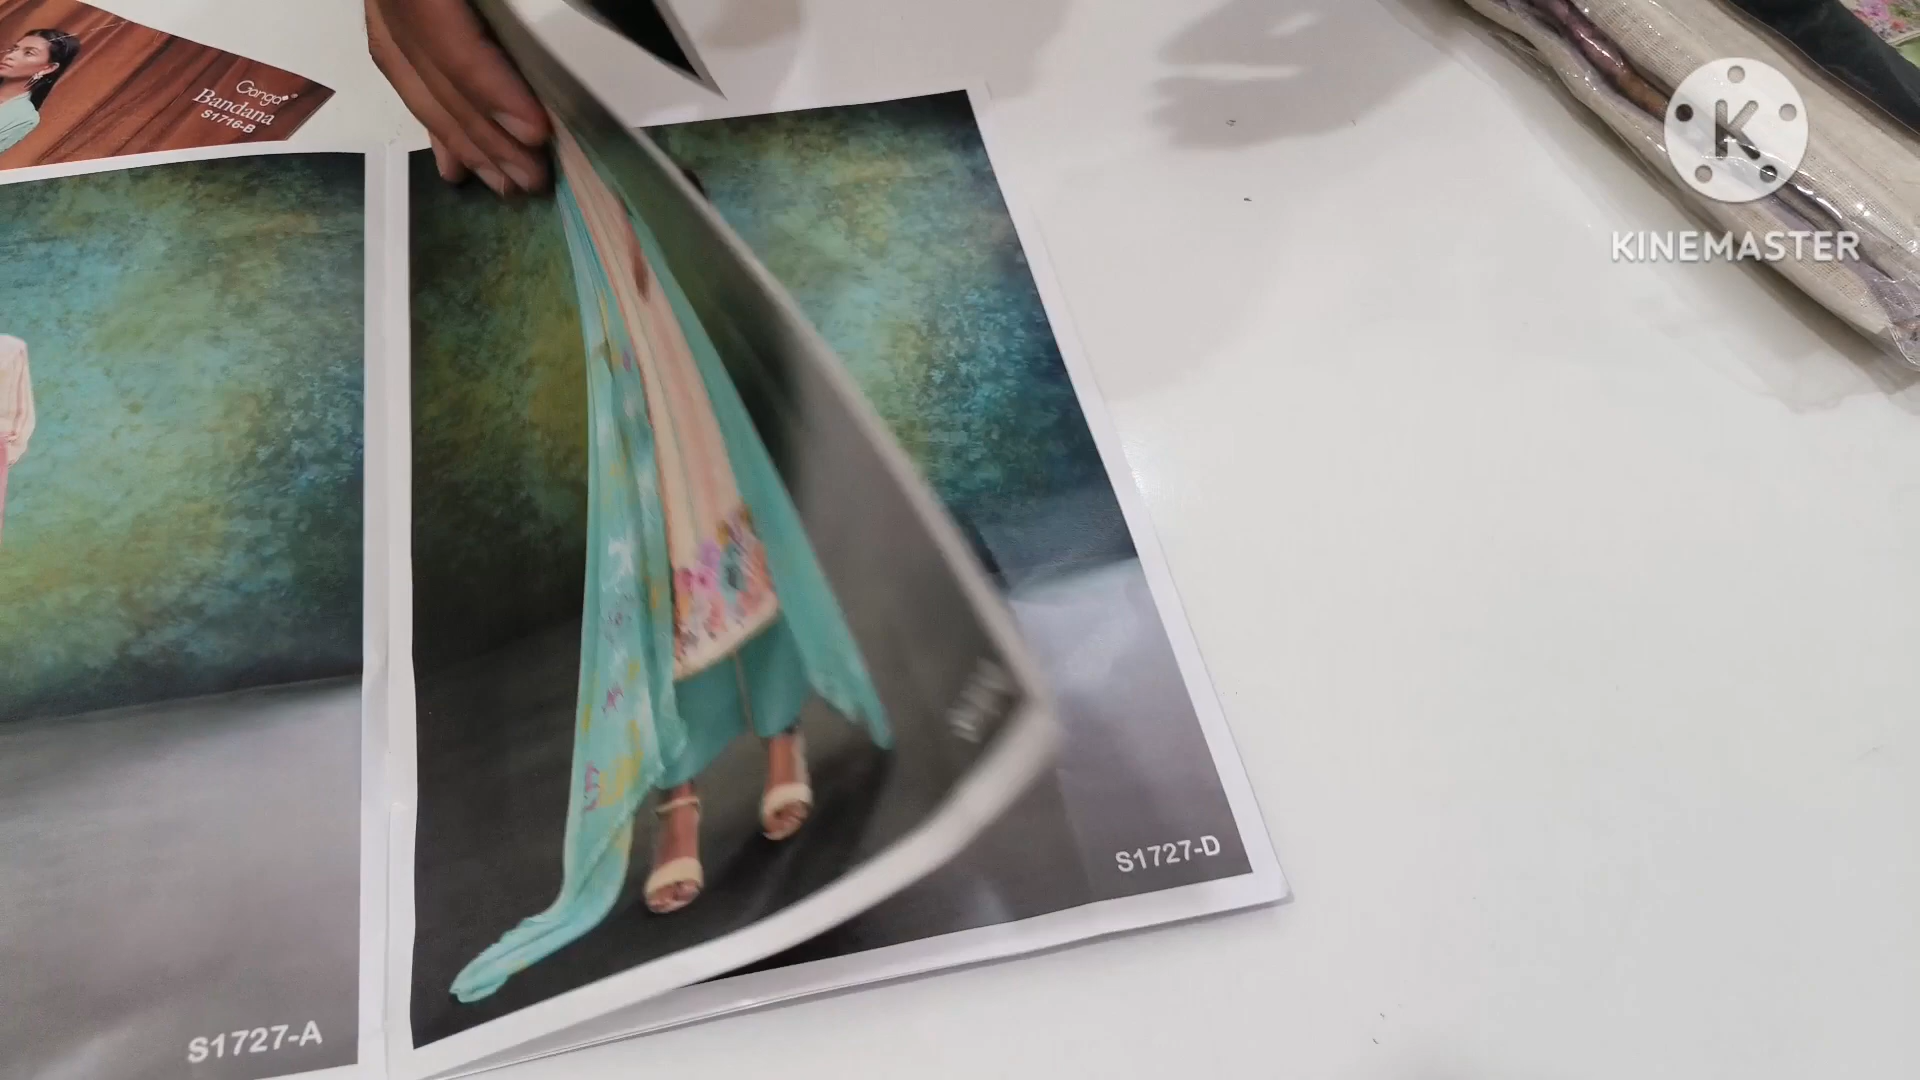 Ganga
Bandana
S1716-B
KINEMASTER
S1727-D
S1727-A